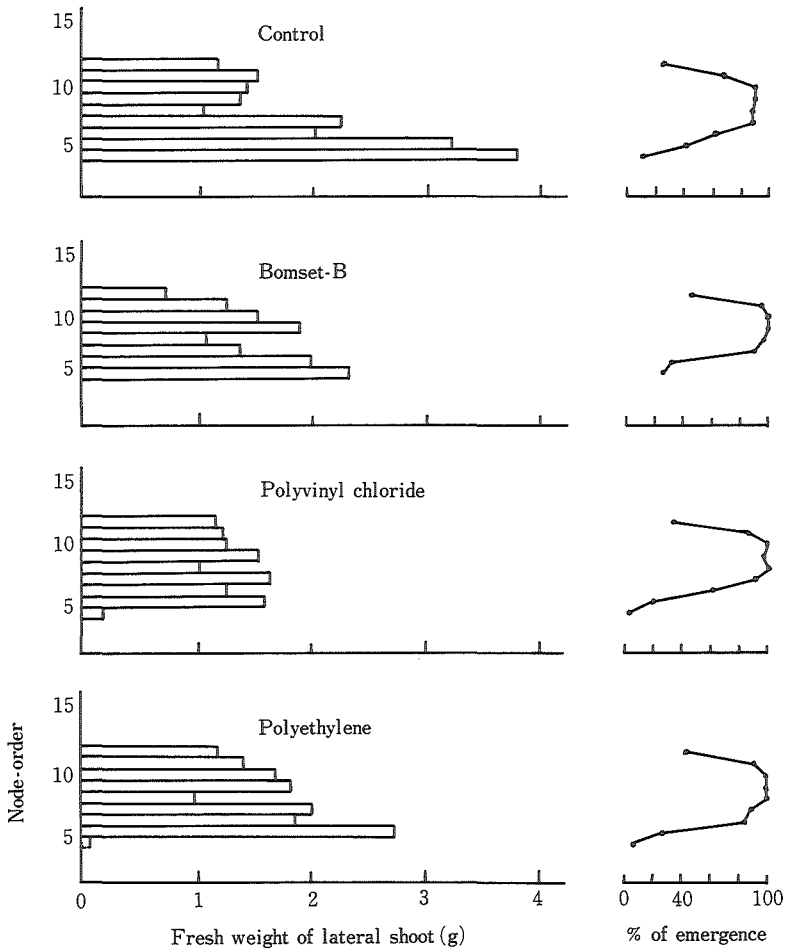 15
Control
10
5
15
Bomset-B
10
5
15
Polyvinyl chloride
10
5
15
Polyethylene
10
5
Node-order
0 1 2 3 4
Fresh weight of lateral shoot (g)
0 40 100
% of emergence